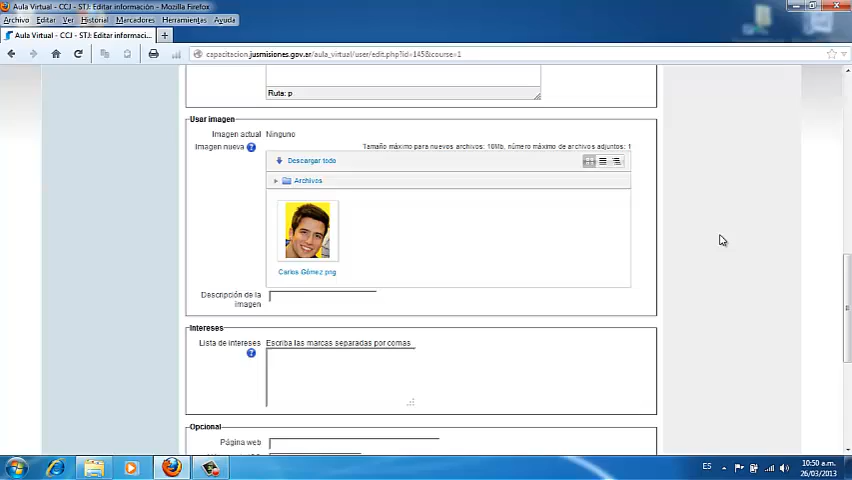 Aula Virtual - CCJ - STJ: Editar información - Mozilla Firefox
Archivo Editar Ver Historial Marcadores Herramientas Ayuda
Aula Virtual - CCJ - STJ: Editar informaci...
capacitacion.jusmisiones.gov.ar/aula_virtual/user/edit.php?id=145&course=1
Ruta: p
Usar imagen
Imagen actual Ninguno
Imagen nueva Tamaño máximo para nuevos archivos: 10Mb, número máximo de archivos adjuntos: 1
Descargar todo
Archivos
Carlos Gómez.png
Descripción de la
imagen
Intereses
Lista de intereses Escriba las marcas separadas por comas
Opcional
Página web
ES 10:50 a.m.
26/03/2013